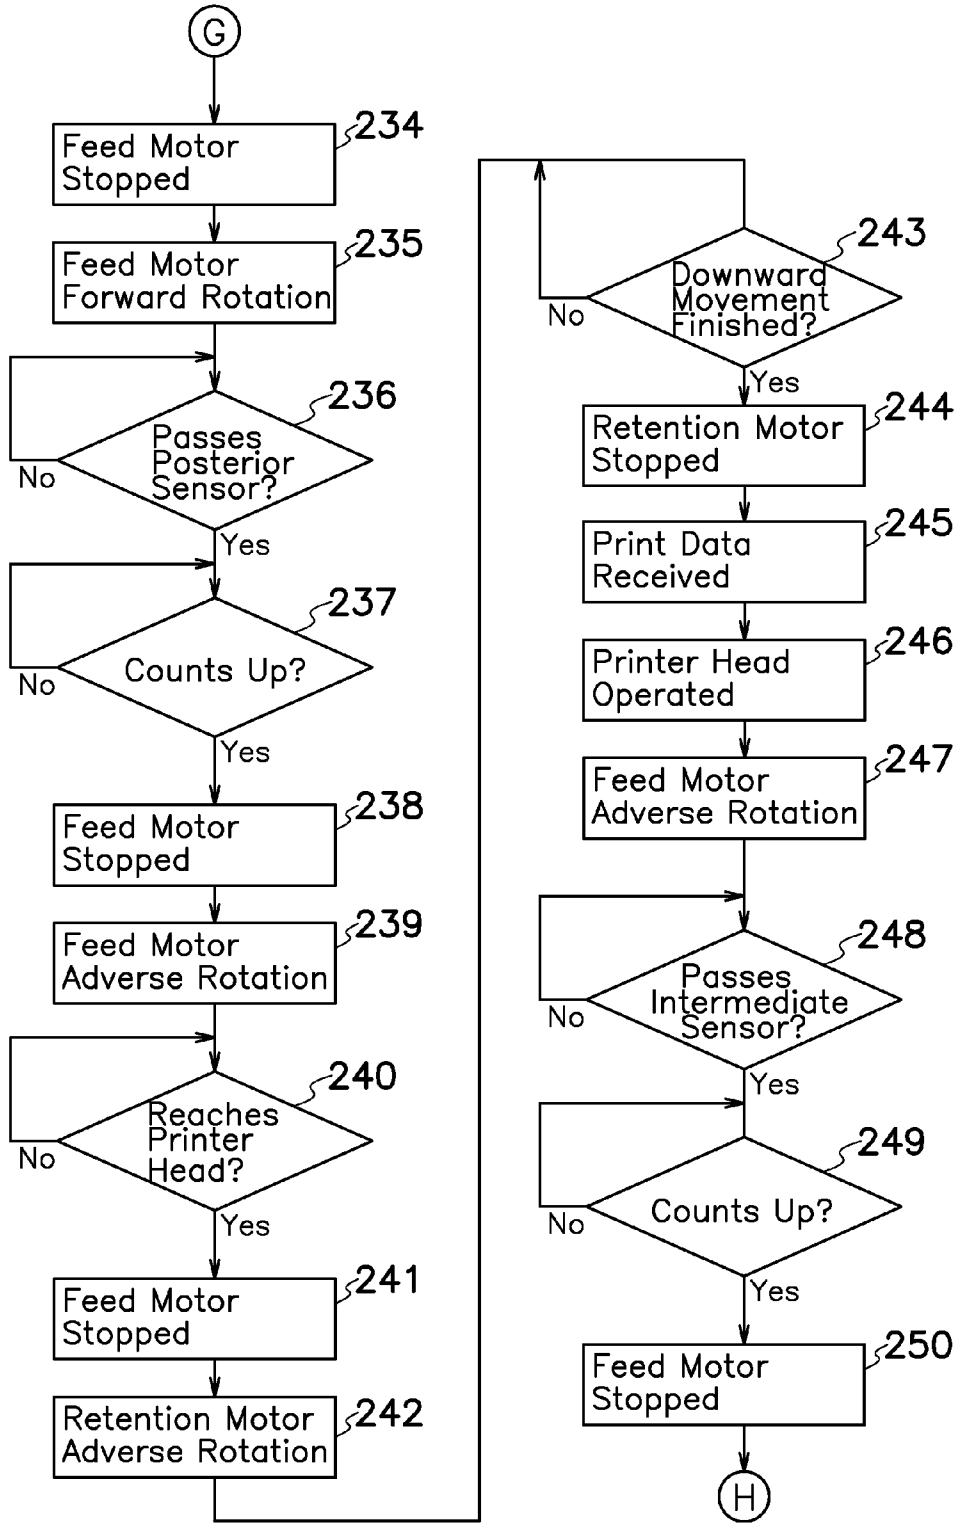 G
234
Feed Motor
Stopped
235
Feed Motor
Forward Rotation
236
Passes
Posterior
Sensor?
No
Yes
237
Counts Up?
No
Yes
238
Feed Motor
Stopped
239
Feed Motor
Adverse Rotation
240
Reaches
Printer
Head?
No
Yes
241
Feed Motor
Stopped
242
Retention Motor
Adverse Rotation
243
Downward
Movement
Finished?
No
Yes
244
Retention Motor
Stopped
245
Print Data
Received
246
Printer Head
Operated
247
Feed Motor
Adverse Rotation
248
Passes
Intermediate
Sensor?
No
Yes
249
Counts Up?
No
Yes
250
Feed Motor
Stopped
H